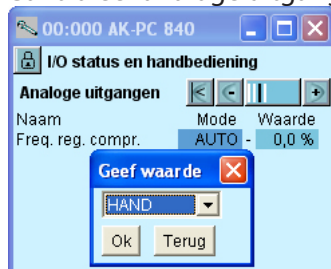 00:000 AK-PC 840
I/O status en handbediening
Analoge uitgangen
Naam Mode Waarde
Freq. reg. compr. AUTO - 0,0 %
Geef waarde
HAND
Ok Terug